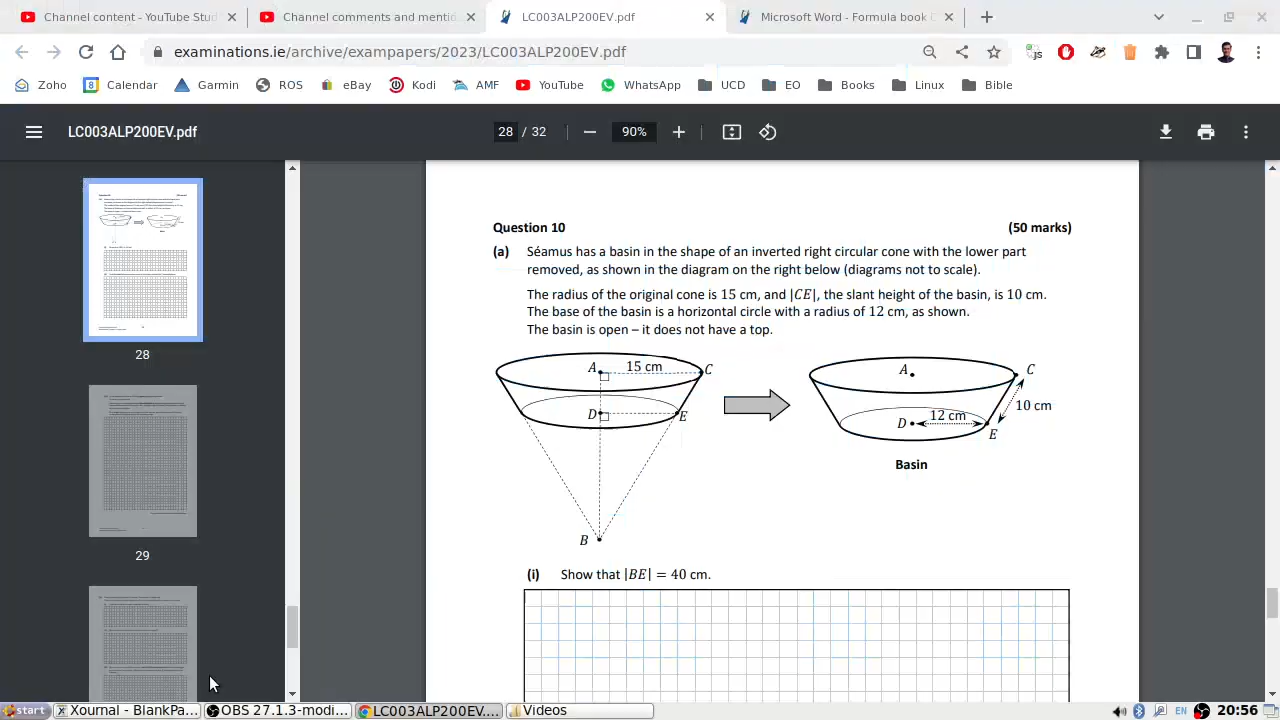 Channel content - YouTube Stud
Channel comments and mentio
LC003ALP200EV.pdf
Microsoft Word - Formula book C
examinations.ie/archive/exampapers/2023/LC003ALP200EV.pdf
Zoho Calendar Garmin ROS eBay Kodi AMF YouTube WhatsApp UCD EO Books Linux Bible
LC003ALP200EV.pdf
28 / 32
90%
28
29
Question 10 (50 marks)
(a) Séamus has a basin in the shape of an inverted right circular cone with the lower part
removed, as shown in the diagram on the right below (diagrams not to scale).
The radius of the original cone is 15 cm, and |CE|, the slant height of the basin, is 10 cm.
The base of the basin is a horizontal circle with a radius of 12 cm, as shown.
The basin is open – it does not have a top.
A 15 cm C
D E
B
A C
10 cm
D 12 cm E
Basin
(i) Show that |BE| = 40 cm.
start
Xournal - BlankPa...
OBS 27.1.3-modi...
LC003ALP200EV....
Videos
EN
20:56